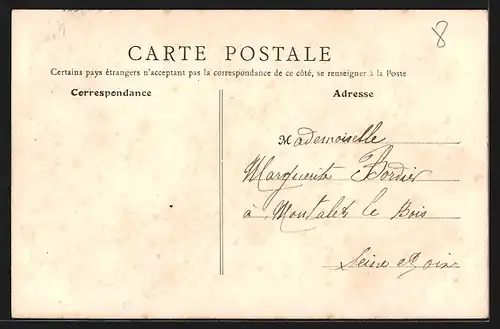 8
CARTE POSTALE
Certains pays étrangers n'acceptant pas la correspondance de ce côté, se renseigner à la Poste
Correspondance
Adresse
Mademoiselle
Marguerite Bordier
à Montalet le Bois
Seine et oise